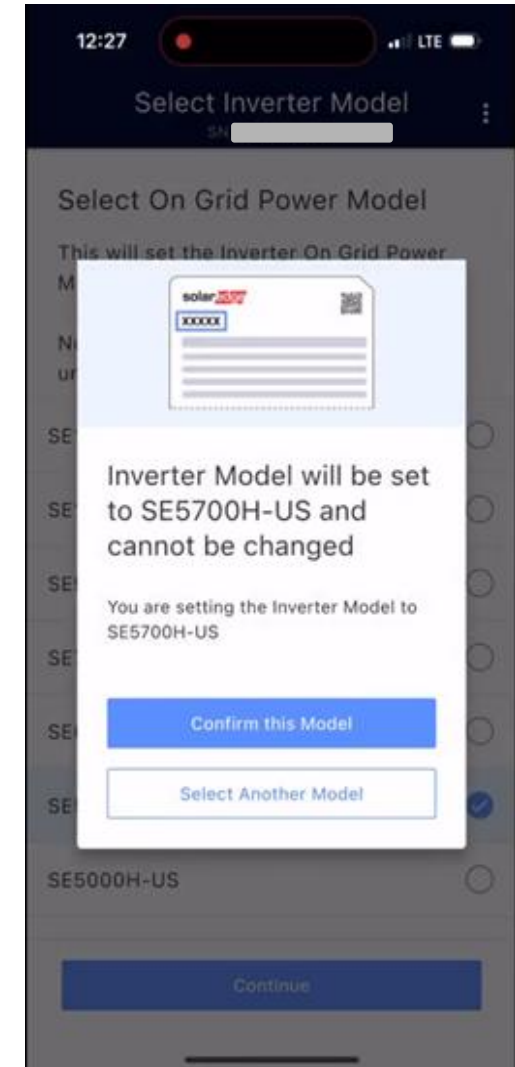 12:27
LTE
Select Inverter Model
SN
Select On Grid Power Model
This will set the Inverter On Grid Power
solaredge
XXXXX
Inverter Model will be set
to SE5700H-US and
cannot be changed
You are setting the Inverter Model to
SE5700H-US
Confirm this Model
Select Another Model
SE5000H-US
Continue